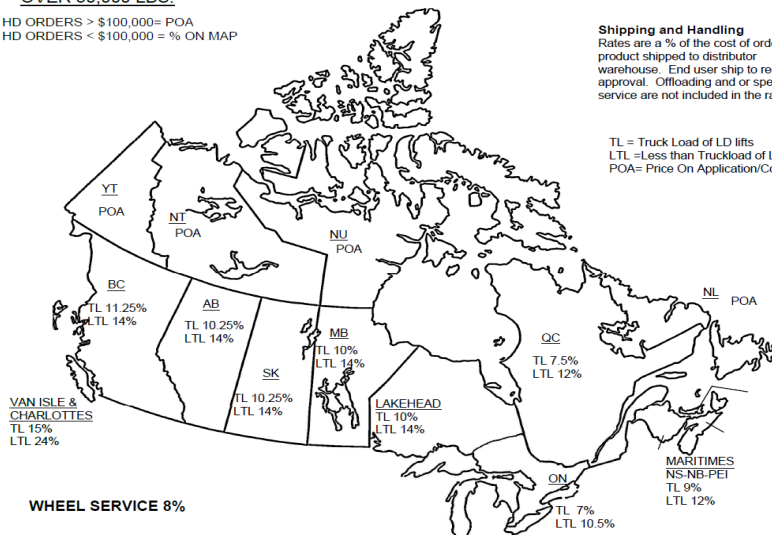 HD ORDERS > $100,000= POA
HD ORDERS < $100,000 = % ON MAP
Shipping and Handling
Rates are a % of the cost of
product shipped to distributor
warehouse. End user ship to
approval. Offloading and or
service are not included in the
TL = Truck Load of LD lifts
LTL =Less than Truckload of
POA= Price On
YT
POA
NT
POA
NU
POA
BC
TL 11.25%
LTL 14%
AB
TL 10.25%
LTL 14%
SK
TL 10.25%
LTL 14%
MB
TL 10%
LTL 14%
LAKEHEAD
TL 10%
LTL 14%
QC
TL 7.5%
LTL 12%
NL
POA
VAN ISLE &
CHARLOTTES
TL 15%
LTL 24%
MARITIMES
NS-NB-PEI
TL 9%
LTL 12%
ON
TL 7%
LTL 10.5%
WHEEL SERVICE 8%